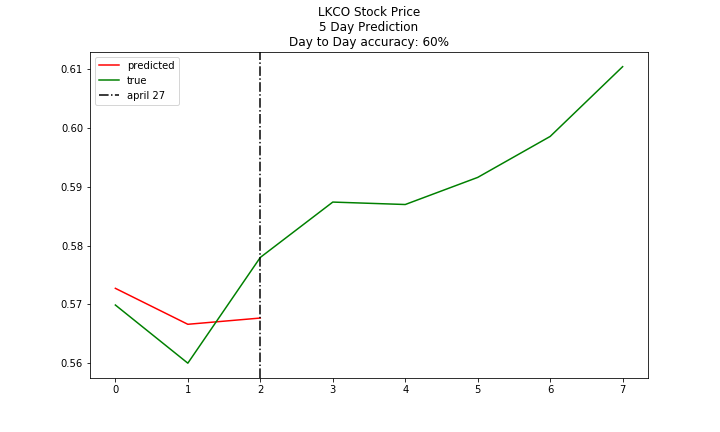 LKCO Stock Price
5 Day Prediction
Day to Day accuracy: 60%
predicted
true
april 27
0.61
0.60
0.59
0.58
0.57
0.56
0 1 2 3 4 5 6 7